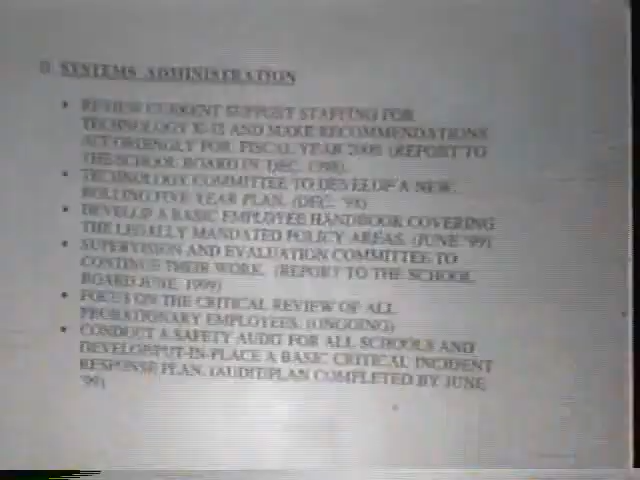 II SYSTEMS ADMINISTRATION
• REVIEW CURRENT SUPPORT STAFFING FOR
TECHNOLOGY K-12 AND MAKE RECOMMENDATIONS
ACCORDINGLY FOR FISCAL YEAR 2000 (REPORT TO
THE SCHOOL BOARD IN DEC. 1998).
• TECHNOLOGY COMMITTEE TO DEVELOP A NEW
ROLLING FIVE YEAR PLAN. (DEC. '98)
• DEVELOP A BASIC EMPLOYEE HANDBOOK COVERING
THE LEGALLY MANDATED POLICY AREAS. (JUNE '99)
• SUPERVISION AND EVALUATION COMMITTEE TO
CONTINUE THEIR WORK. (REPORT TO THE SCHOOL
BOARD JUNE, 1999)
• FOCUS ON THE CRITICAL REVIEW OF ALL
PROBATIONARY EMPLOYEES. (ONGOING)
• CONDUCT A SAFETY AUDIT FOR ALL SCHOOLS AND
DEVELOP/PUT-IN-PLACE A BASIC CRITICAL INCIDENT
RESPONSE PLAN. (AUDIT/PLAN COMPLETED BY JUNE
'99)